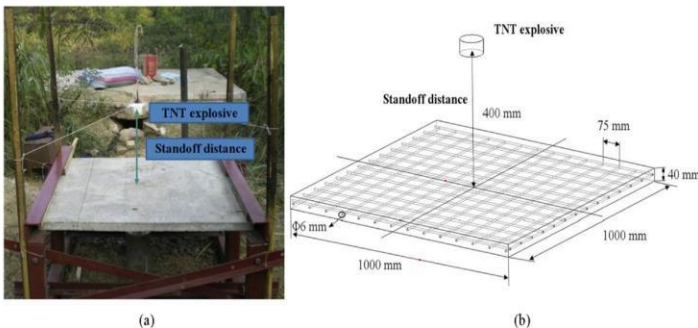 TNT explosive
Standoff distance
TNT explosive
Standoff distance
400 mm
75 mm
40 mm
Φ6 mm
1000 mm
1000 mm
(a)
(b)